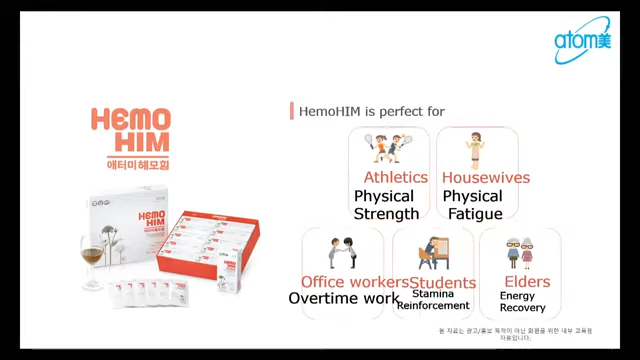 atom美
HEMO
HIM
애터미 헤모힘
HEMO
HIM
HemoHIM is perfect for
Athletics
Physical
Strength
Housewives
Physical
Fatigue
Office workers
Overtime work
Students
Stamina
Reinforcement
Elders
Energy
Recovery
본 자료는 광고/홍보 목적이 아닌 회원을 위한 내부 교육용
자료입니다.